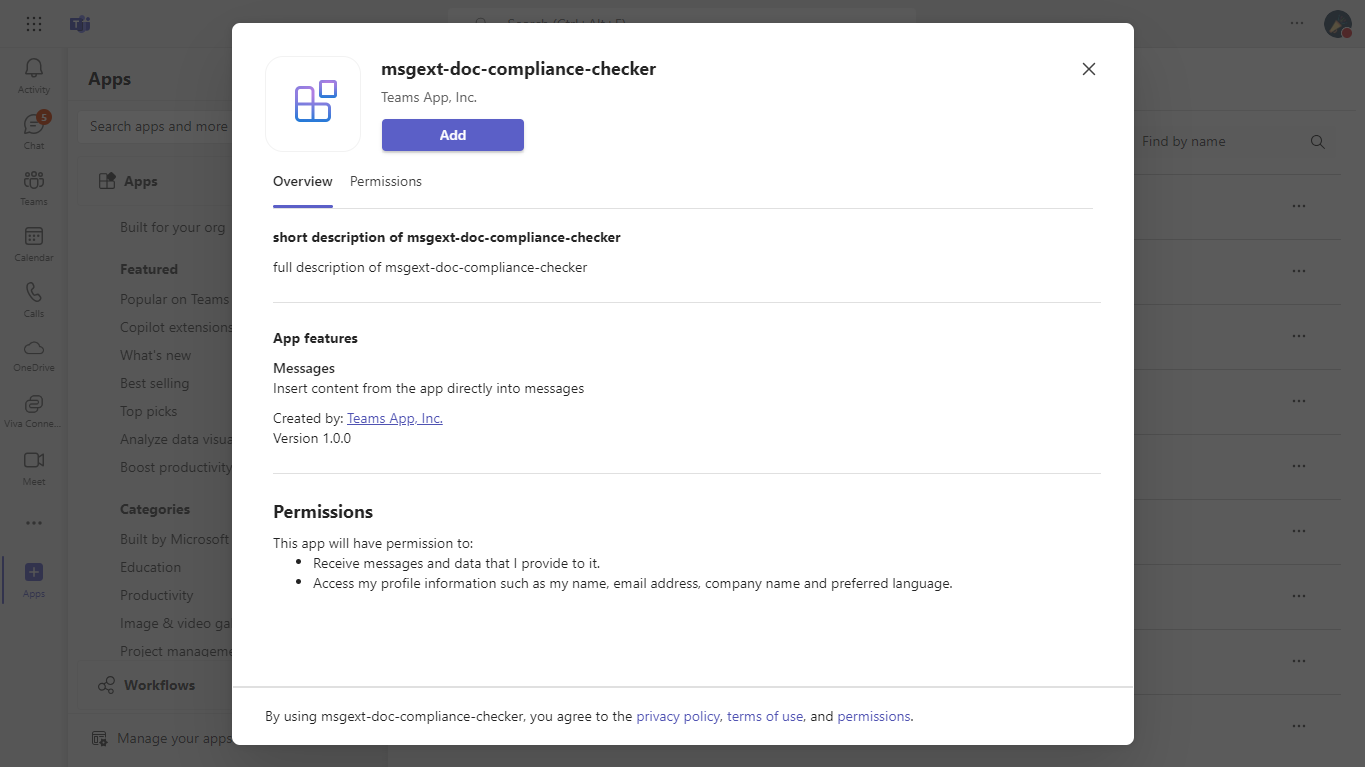 Search (Ctrl+Alt+E)
Activity
5
Chat
Teams
Calendar
Calls
OneDrive
Viva Conne...
Meet
Apps
Apps
Search apps and more
Apps
Built for your org
Featured
Popular on Teams
Copilot extensions
What's new
Best selling
Top picks
Analyze data visua
Boost productivity
Categories
Built by Microsoft
Education
Productivity
Image & video ga
Project manageme
Workflows
Manage your apps
msgext-doc-compliance-checker
Teams App, Inc.
Add
Overview
Permissions
short description of msgext-doc-compliance-checker
full description of msgext-doc-compliance-checker
App features
Messages
Insert content from the app directly into messages
Created by: Teams App, Inc.
Version 1.0.0
Permissions
This app will have permission to:
• Receive messages and data that I provide to it.
• Access my profile information such as my name, email address, company name and preferred language.
By using msgext-doc-compliance-checker, you agree to the privacy policy, terms of use, and permissions.
Find by name